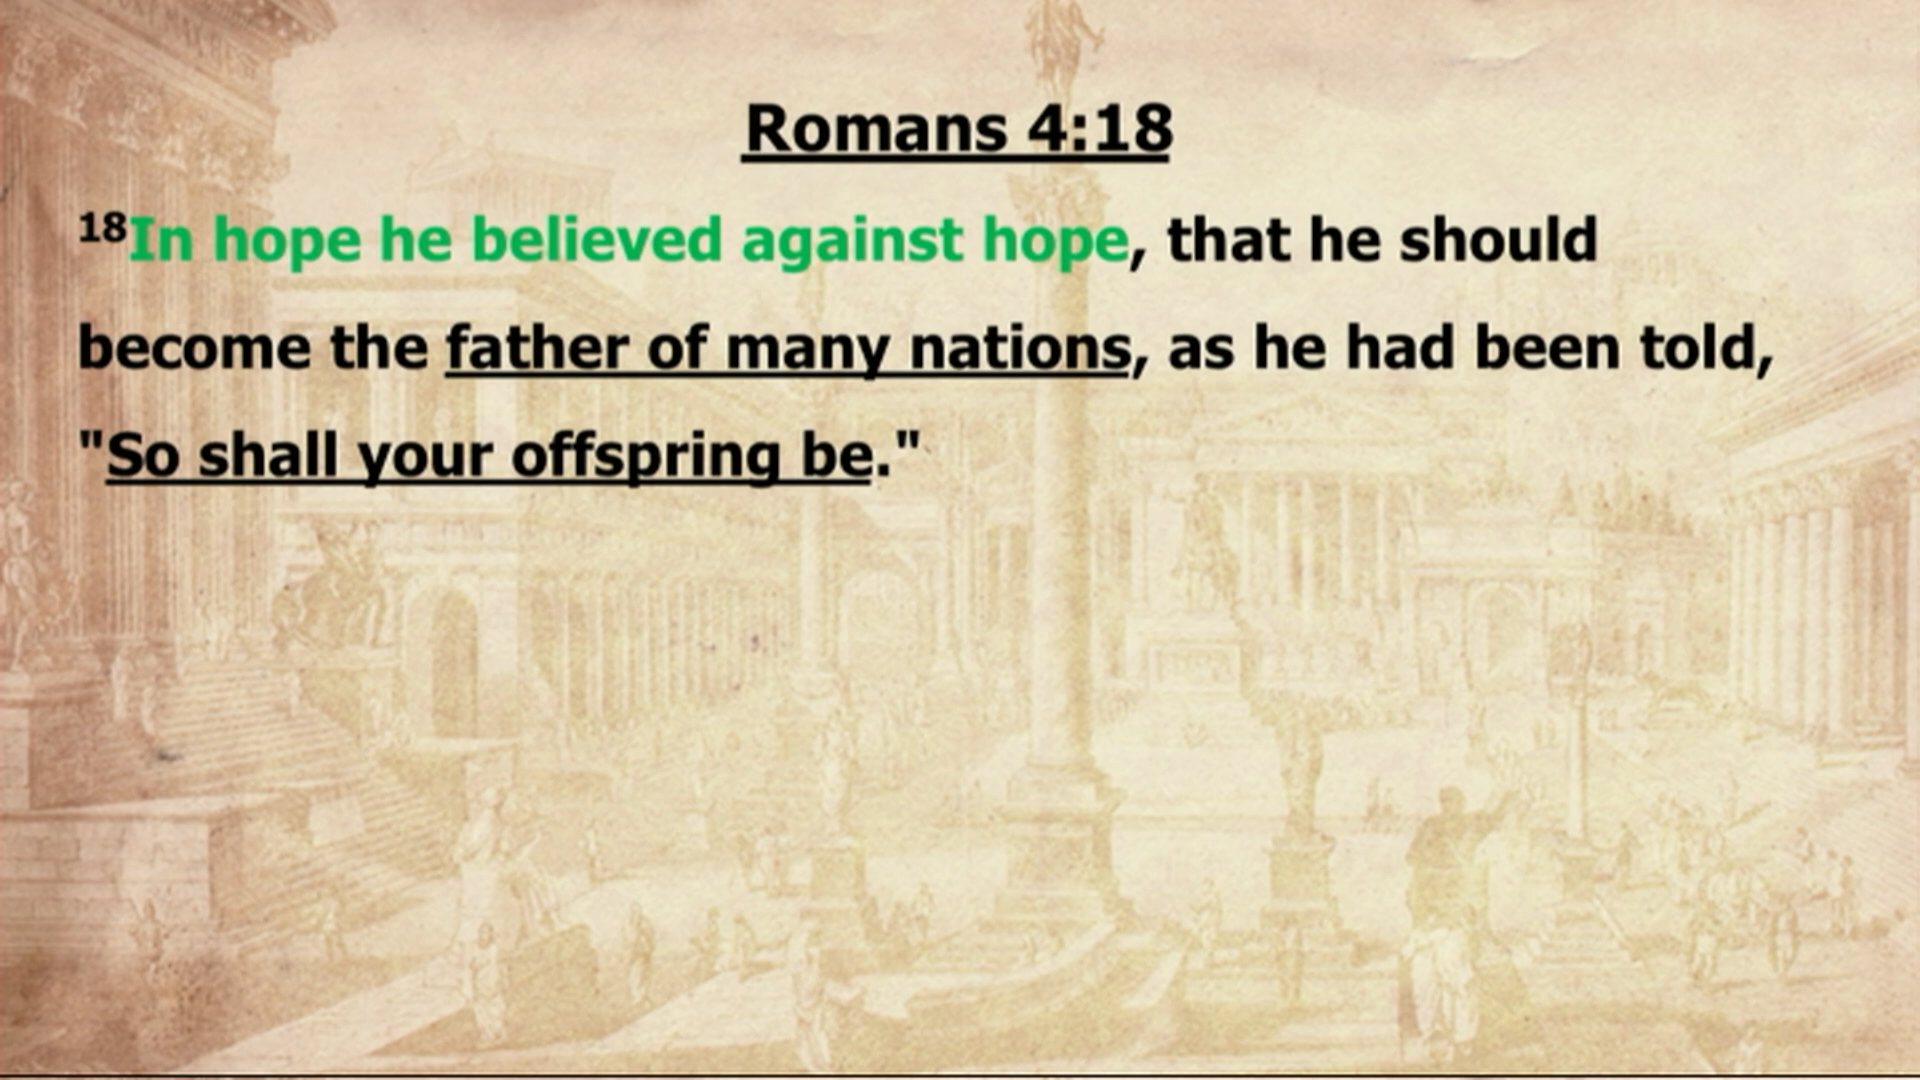 Romans 4:18
18In hope he believed against hope, that he should
become the father of many nations, as he had been told,
"So shall your offspring be."